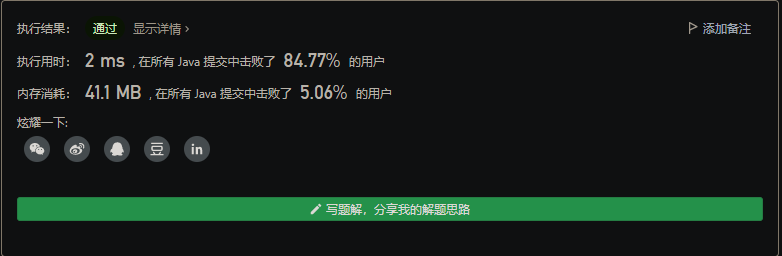 执行结果： 通过 显示详情 › 添加备注
执行用时： 2 ms , 在所有 Java 提交中击败了 84.77% 的用户
内存消耗： 41.1 MB , 在所有 Java 提交中击败了 5.06% 的用户
炫耀一下:
豆 in
写题解，分享我的解题思路